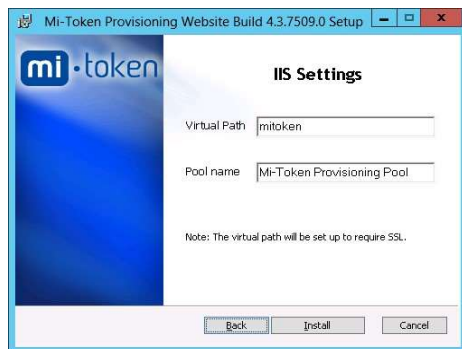 Mi-Token Provisioning Website Build 4.3.7509.0 Setup
mi·token
IIS Settings
Virtual Path mitoken
Pool name Mi-Token Provisioning Pool
Note: The virtual path will be set up to require SSL.
Back Install Cancel